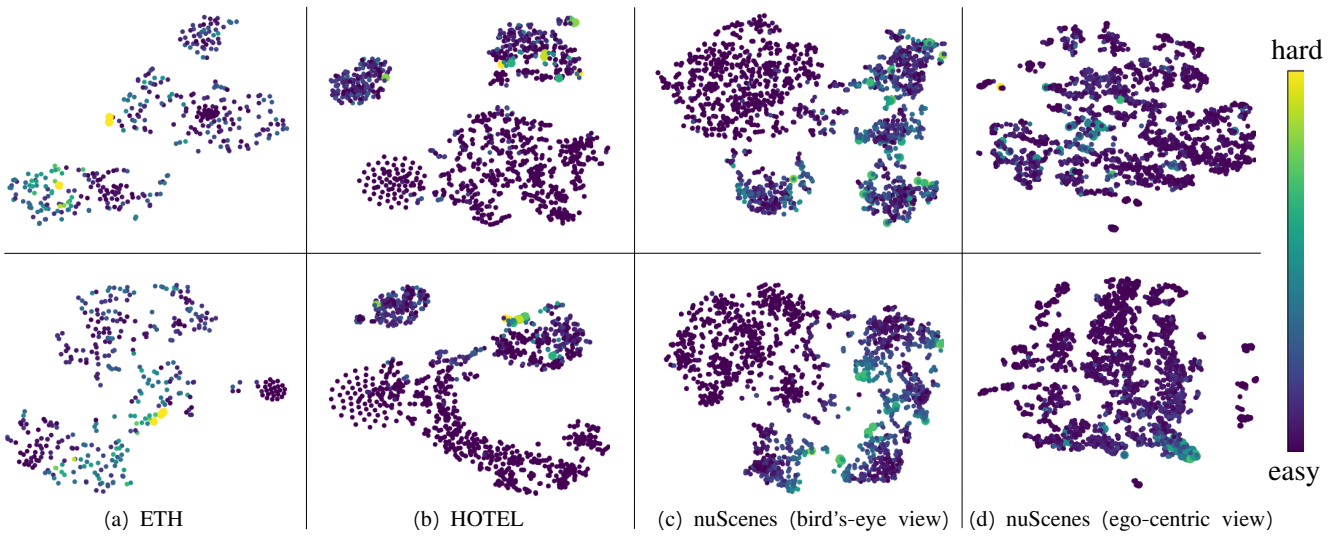 hard
easy
(a) ETH
(b) HOTEL
(c) nuScenes (bird's-eye view)
(d) nuScenes (ego-centric view)